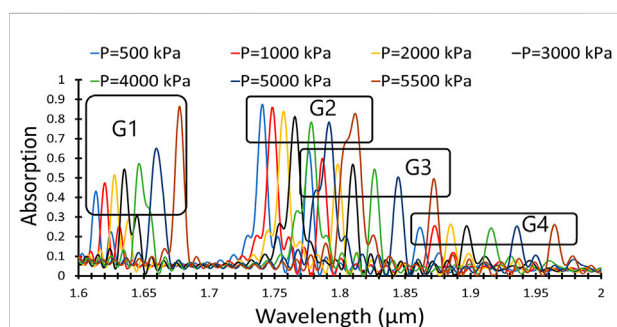 P=500 kPa P=1000 kPa P=2000 kPa P=3000 kPa
P=4000 kPa P=5000 kPa P=5500 kPa
1
0.9
0.8
0.7
0.6
0.5
0.4
0.3
0.2
0.1
0
Absorption
G1
G2
G3
G4
1.6 1.65 1.7 1.75 1.8 1.85 1.9 1.95 2
Wavelength (μm)